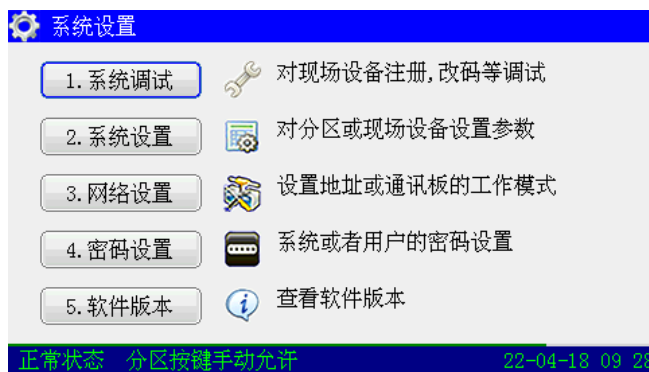 系统设置
1.系统调试 对现场设备注册,改码等调试
2.系统设置 对分区或现场设备设置参数
3.网络设置 设置地址或通讯板的工作模式
4.密码设置 系统或者用户的密码设置
5.软件版本 查看软件版本
正常状态 分区按键手动允许 22-04-18 09 28